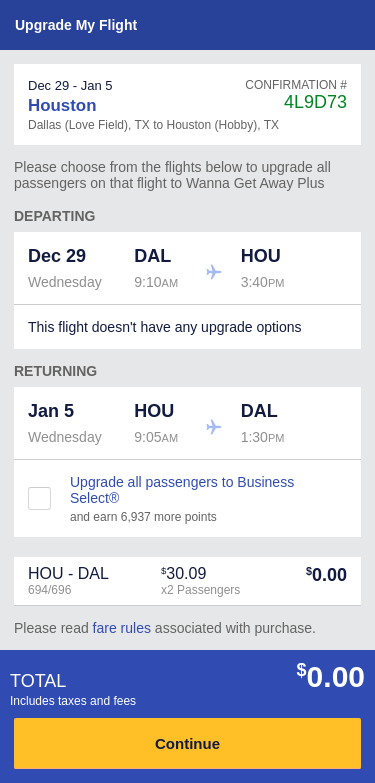 Upgrade My Flight
Dec 29 - Jan 5
CONFIRMATION #
Houston
4L9D73
Dallas (Love Field), TX to Houston (Hobby), TX
Please choose from the flights below to upgrade all
passengers on that flight to Wanna Get Away Plus
DEPARTING
Dec 29 DAL HOU
Wednesday 9:10AM 3:40PM
This flight doesn't have any upgrade options
RETURNING
Jan 5 HOU DAL
Wednesday 9:05AM 1:30PM
Upgrade all passengers to Business
Select®
and earn 6,937 more points
HOU - DAL $30.09 $0.00
694/696 x2 Passengers
Please read fare rules associated with purchase.
TOTAL $0.00
Includes taxes and fees
Continue